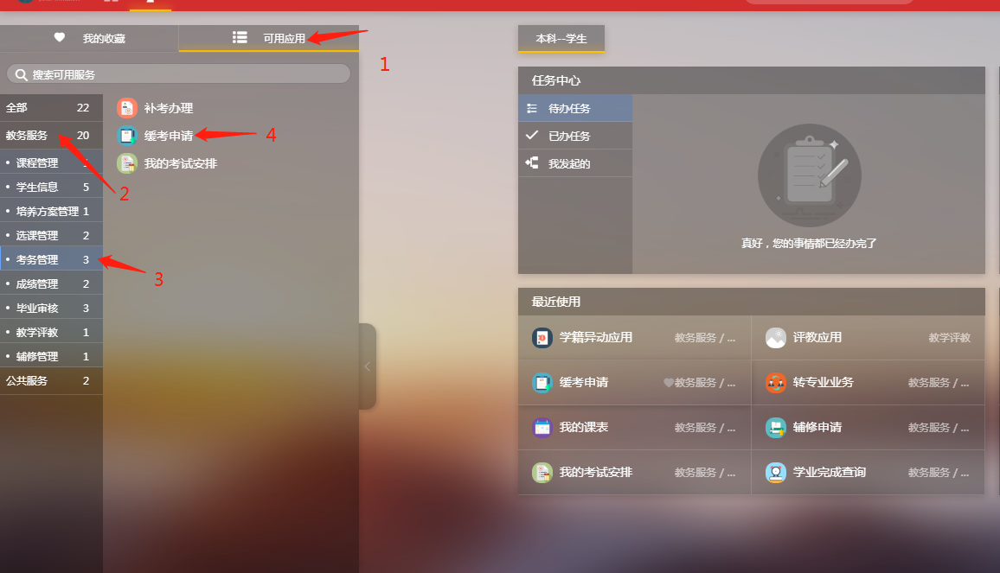 我的收藏
可用应用
1
搜索可用服务
全部 22
教务服务 20
课程管理
学生信息 5
培养方案管理 1
选课管理 2
考务管理 3
成绩管理 2
毕业审核 3
教学评教 1
辅修管理 1
公共服务 2
2
3
补考办理
缓考申请
4
我的考试安排
本科--学生
任务中心
待办任务
已办任务
我发起的
真好，您的事情都已经办完了
最近使用
学籍异动应用 教务服务 / ...
评教应用 教学评教
缓考申请 教务服务 / ...
转专业业务 教务服务 / ...
我的课表 教务服务 / ...
辅修申请 教务服务 / ...
我的考试安排 教务服务 / ...
学业完成查询 教务服务 / ...